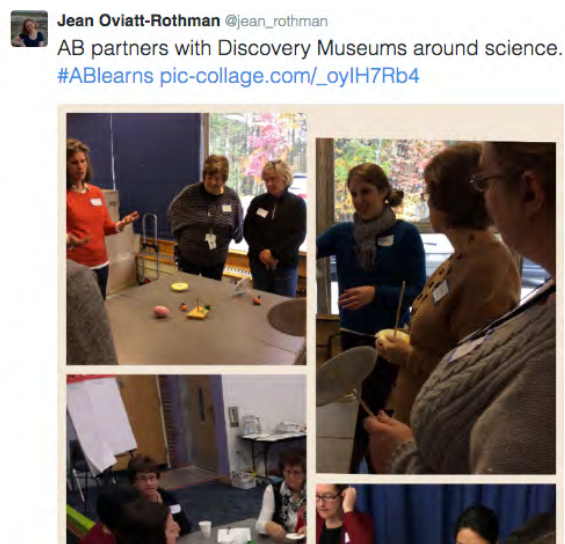 Jean Oviatt-Rothman @jean_rothman
AB partners with Discovery Museums around science.
#ABlearns pic-collage.com/_oyIH7Rb4